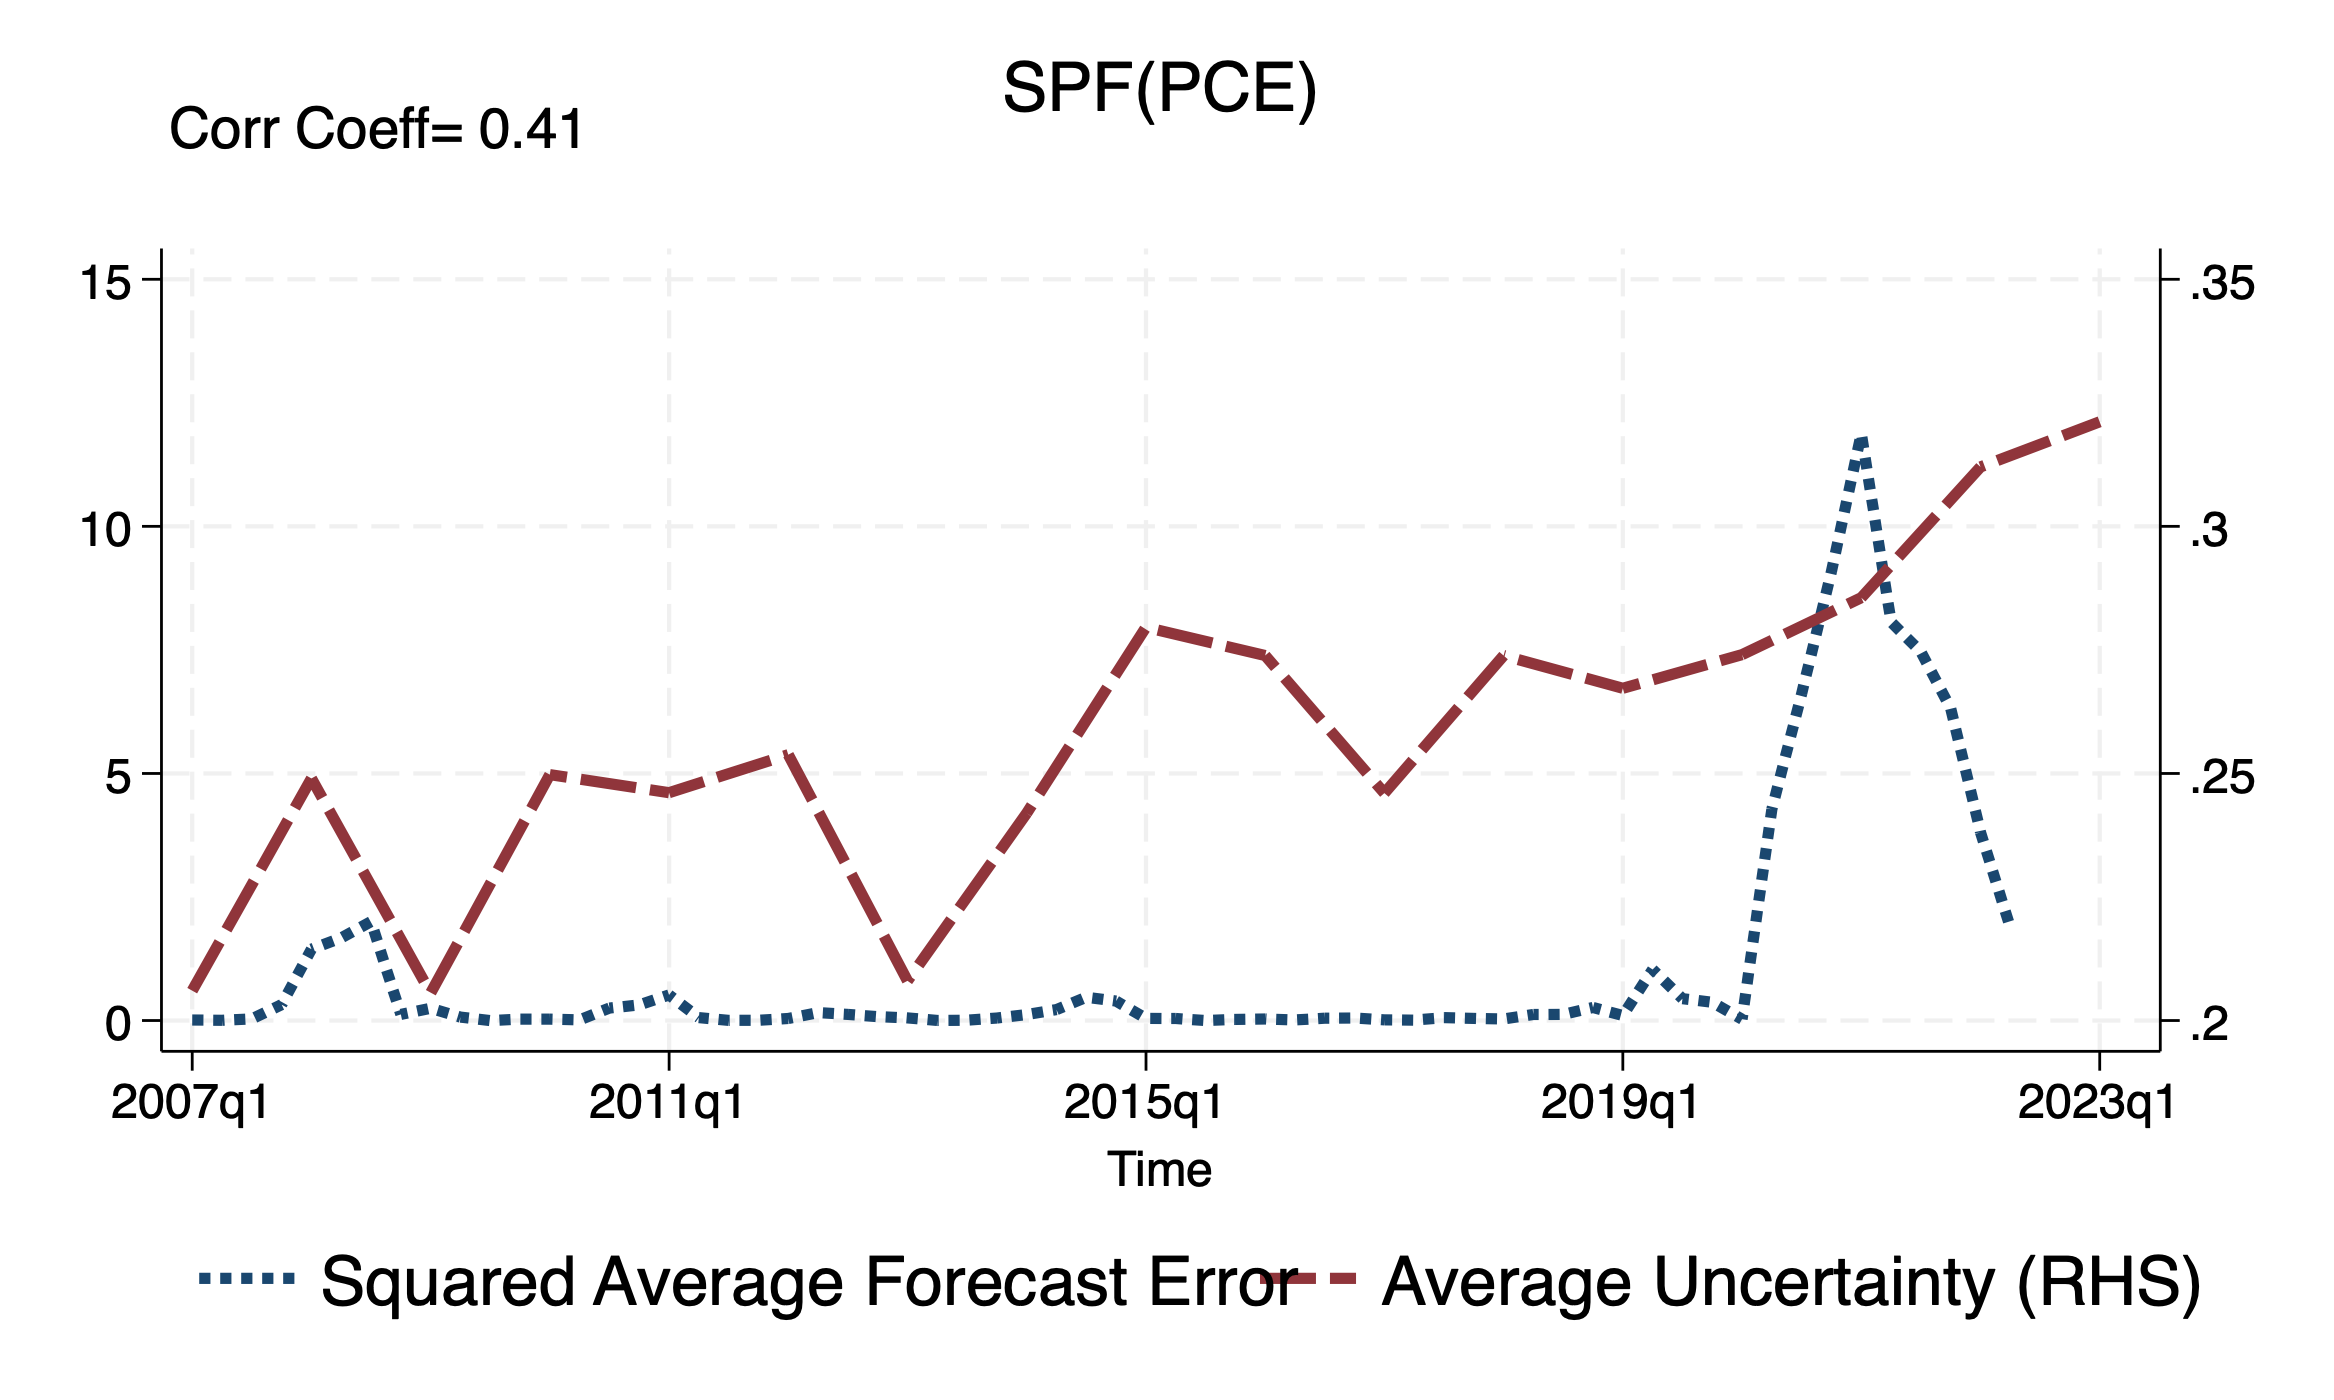 SPF(PCE)
Corr Coeff= 0.41
15
10
5
0
.35
.3
.25
.2
2007q1 2011q1 2015q1 2019q1 2023q1
Time
Squared Average Forecast Error Average Uncertainty (RHS)